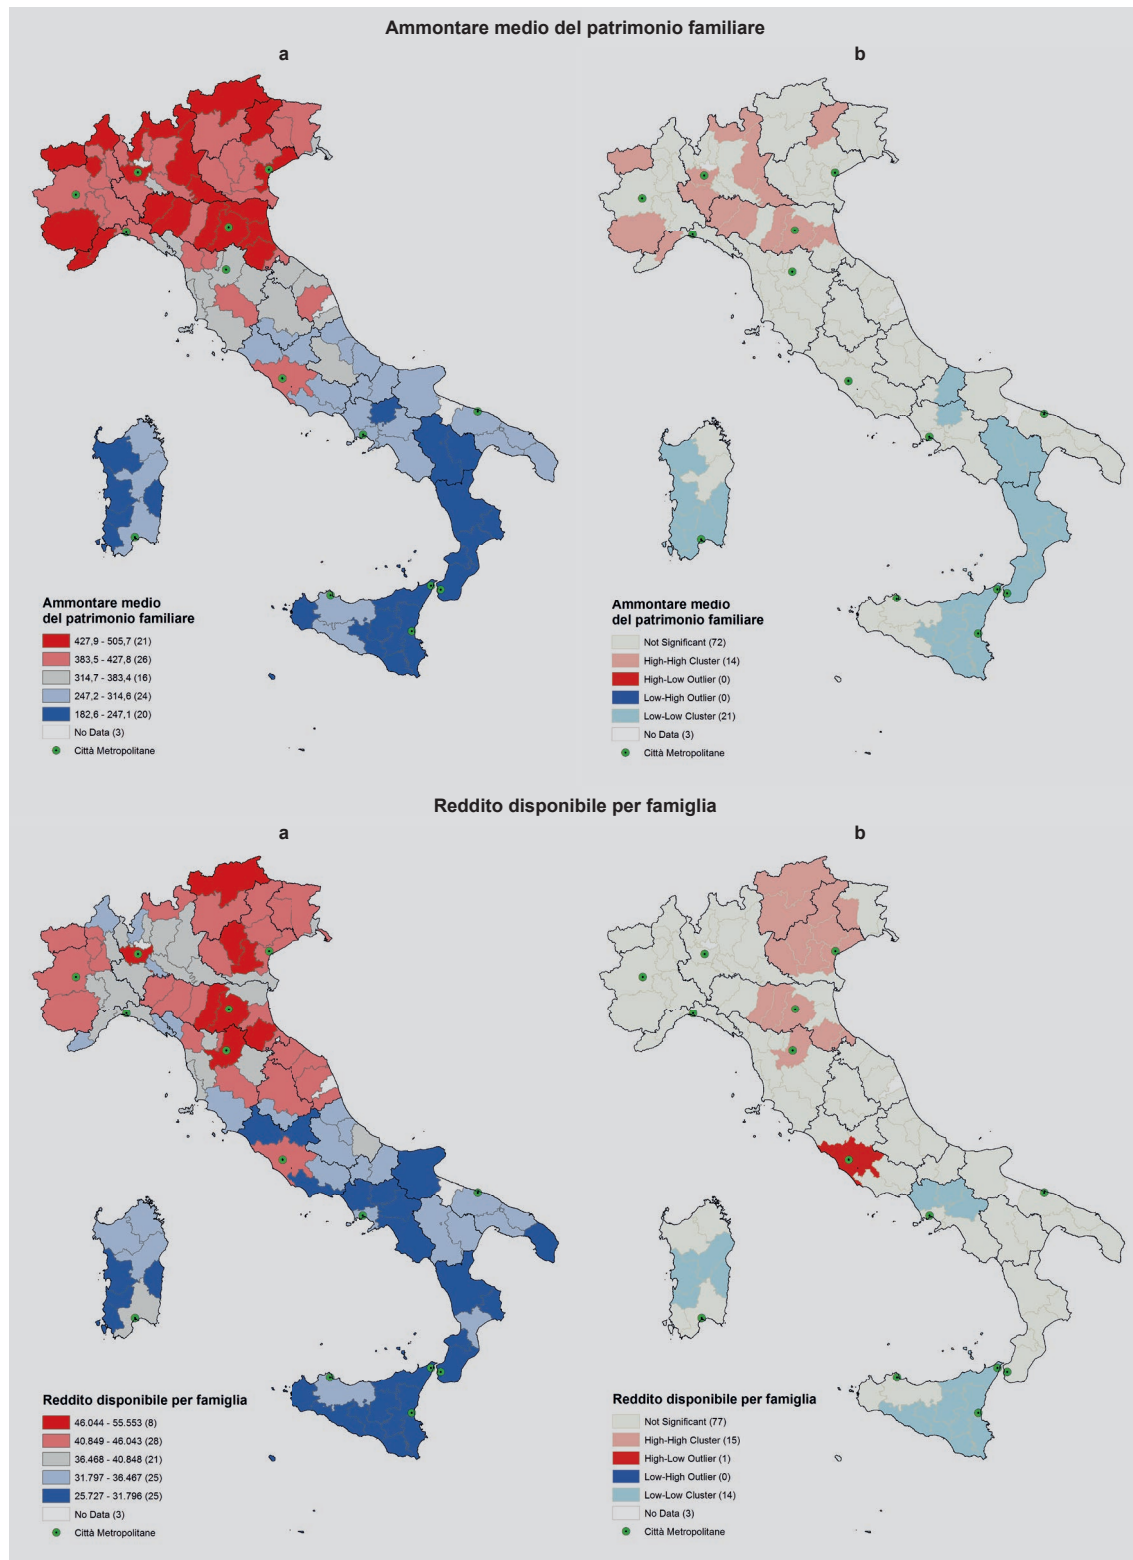 Ammontare medio del patrimonio familiare
a
b
Ammontare medio
del patrimonio familiare
427,9 - 505,7 (21)
383,5 - 427,8 (26)
314,7 - 383,4 (16)
247,2 - 314,6 (24)
182,6 - 247,1 (20)
No Data (3)
Città Metropolitane
Ammontare medio
del patrimonio familiare
Not Significant (72)
High-High Cluster (14)
High-Low Outlier (0)
Low-High Outlier (0)
Low-Low Cluster (21)
No Data (3)
Città Metropolitane
Reddito disponibile per famiglia
a
b
Reddito disponibile per famiglia
46.044 - 55.553 (8)
40.849 - 46.043 (28)
36.468 - 40.848 (21)
31.797 - 36.467 (25)
25.727 - 31.796 (25)
No Data (3)
Città Metropolitane
Reddito disponibile per famiglia
Not Significant (77)
High-High Cluster (15)
High-Low Outlier (1)
Low-High Outlier (0)
Low-Low Cluster (14)
No Data (3)
Città Metropolitane